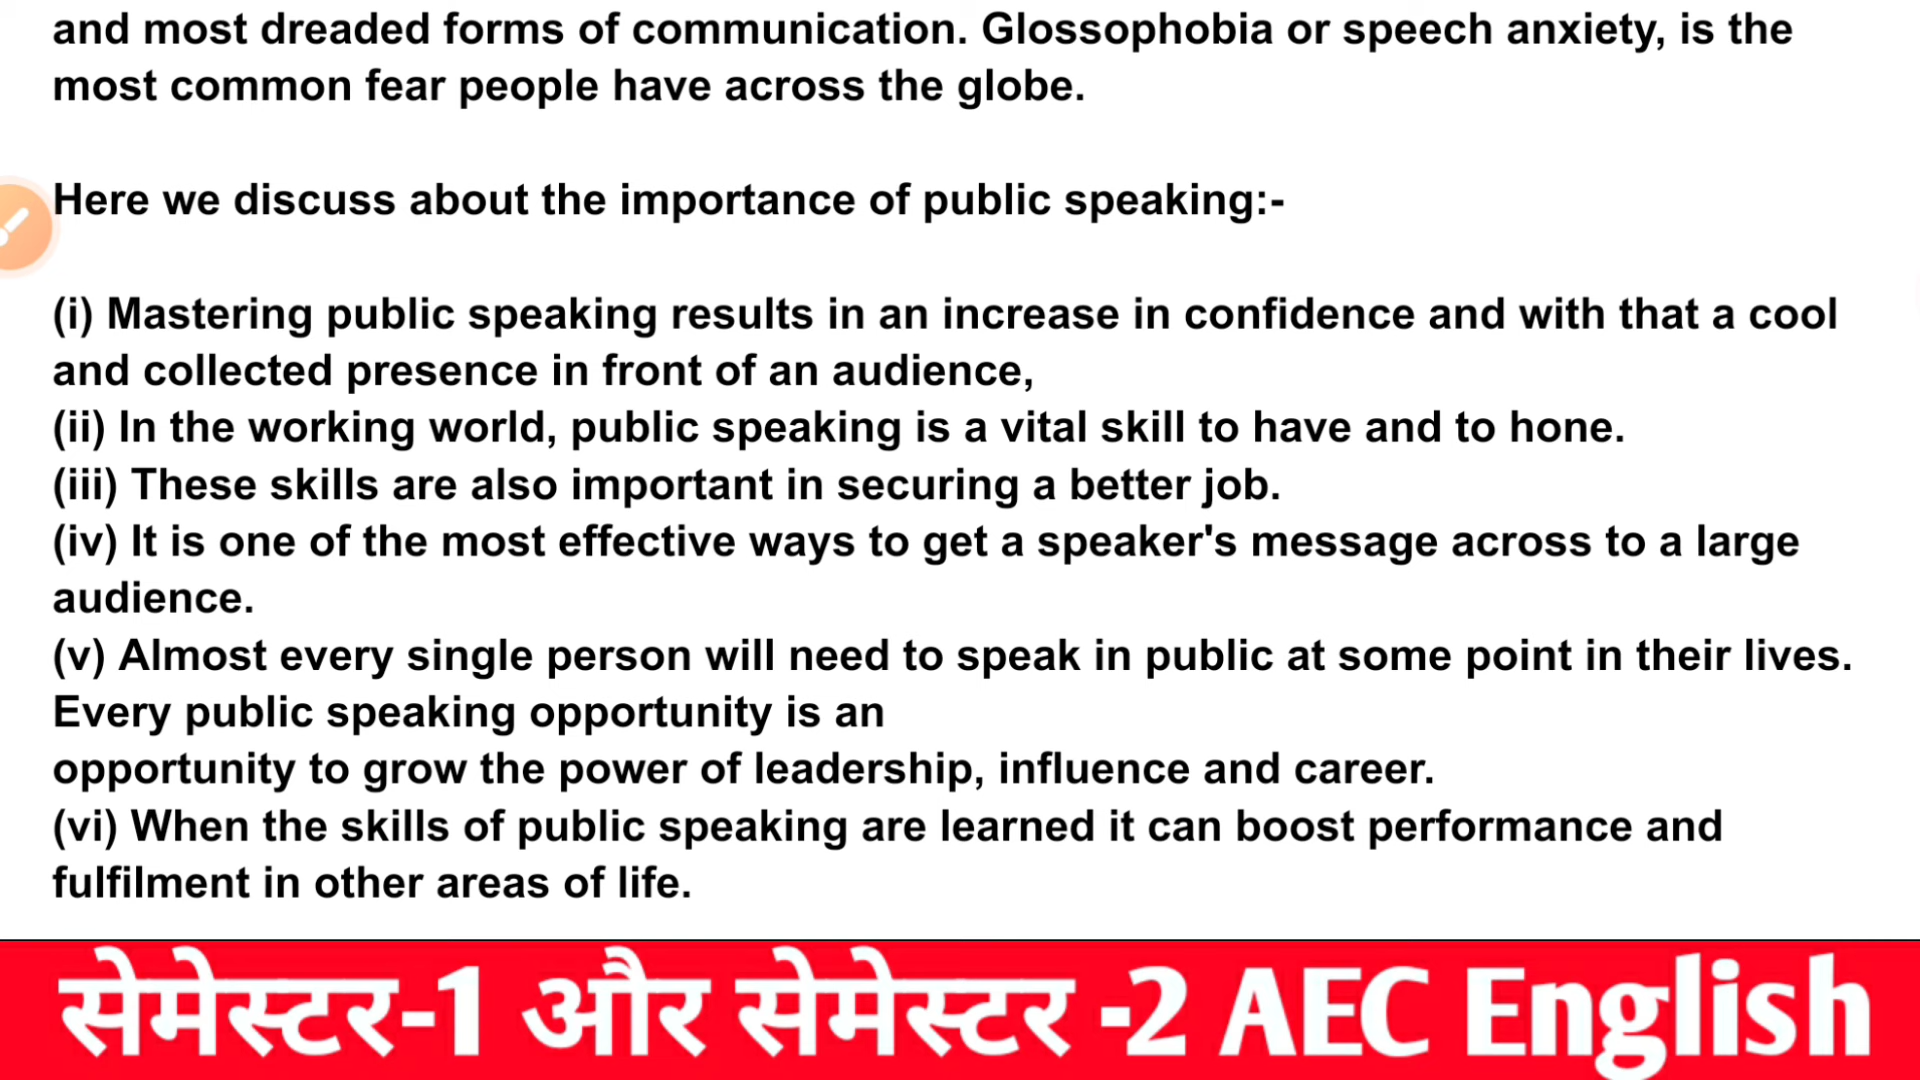 and most dreaded forms of communication. Glossophobia or speech anxiety, is the
most common fear people have across the globe.
Here we discuss about the importance of public speaking:-
(i) Mastering public speaking results in an increase in confidence and with that a cool
and collected presence in front of an audience,
(ii) In the working world, public speaking is a vital skill to have and to hone.
(iii) These skills are also important in securing a better job.
(iv) It is one of the most effective ways to get a speaker's message across to a large
audience.
(v) Almost every single person will need to speak in public at some point in their lives.
Every public speaking opportunity is an
opportunity to grow the power of leadership, influence and career.
(vi) When the skills of public speaking are learned it can boost performance and
fulfilment in other areas of life.
सेमेस्टर-1 और सेमेस्टर -2 AEC English